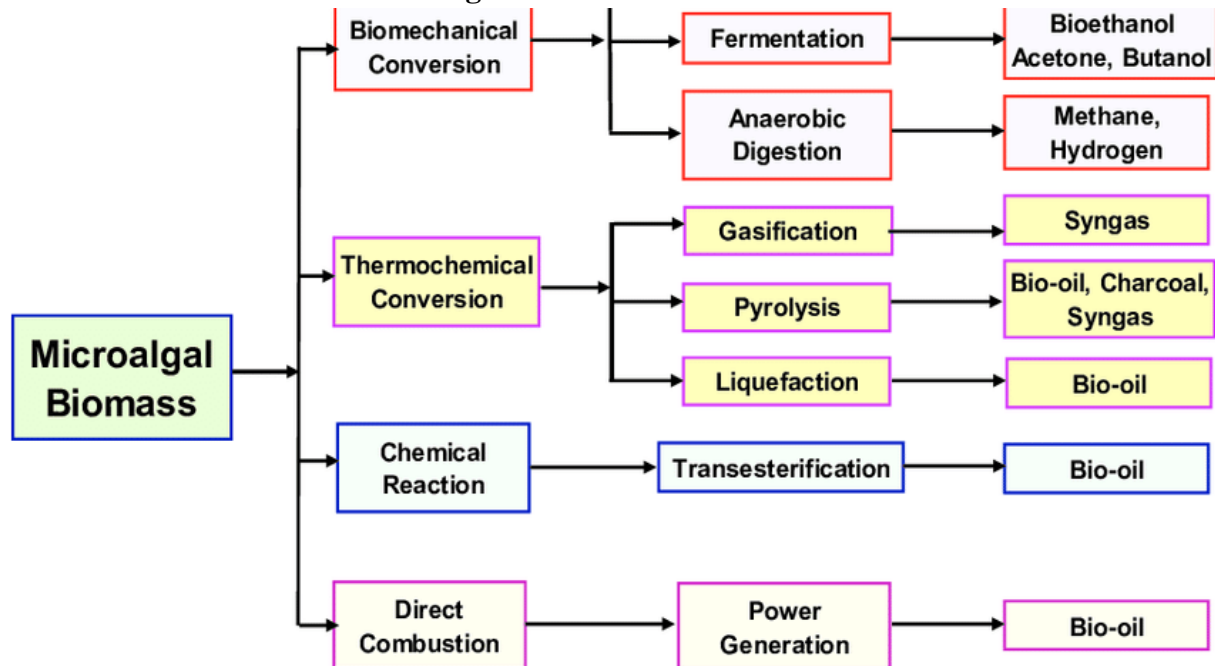 Biomechanical
Conversion
Fermentation
Bioethanol
Acetone, Butanol
Anaerobic
Digestion
Methane,
Hydrogen
Thermochemical
Conversion
Gasification
Syngas
Pyrolysis
Bio-oil, Charcoal,
Syngas
Liquefaction
Bio-oil
Microalgal
Biomass
Chemical
Reaction
Transesterification
Bio-oil
Direct
Combustion
Power
Generation
Bio-oil